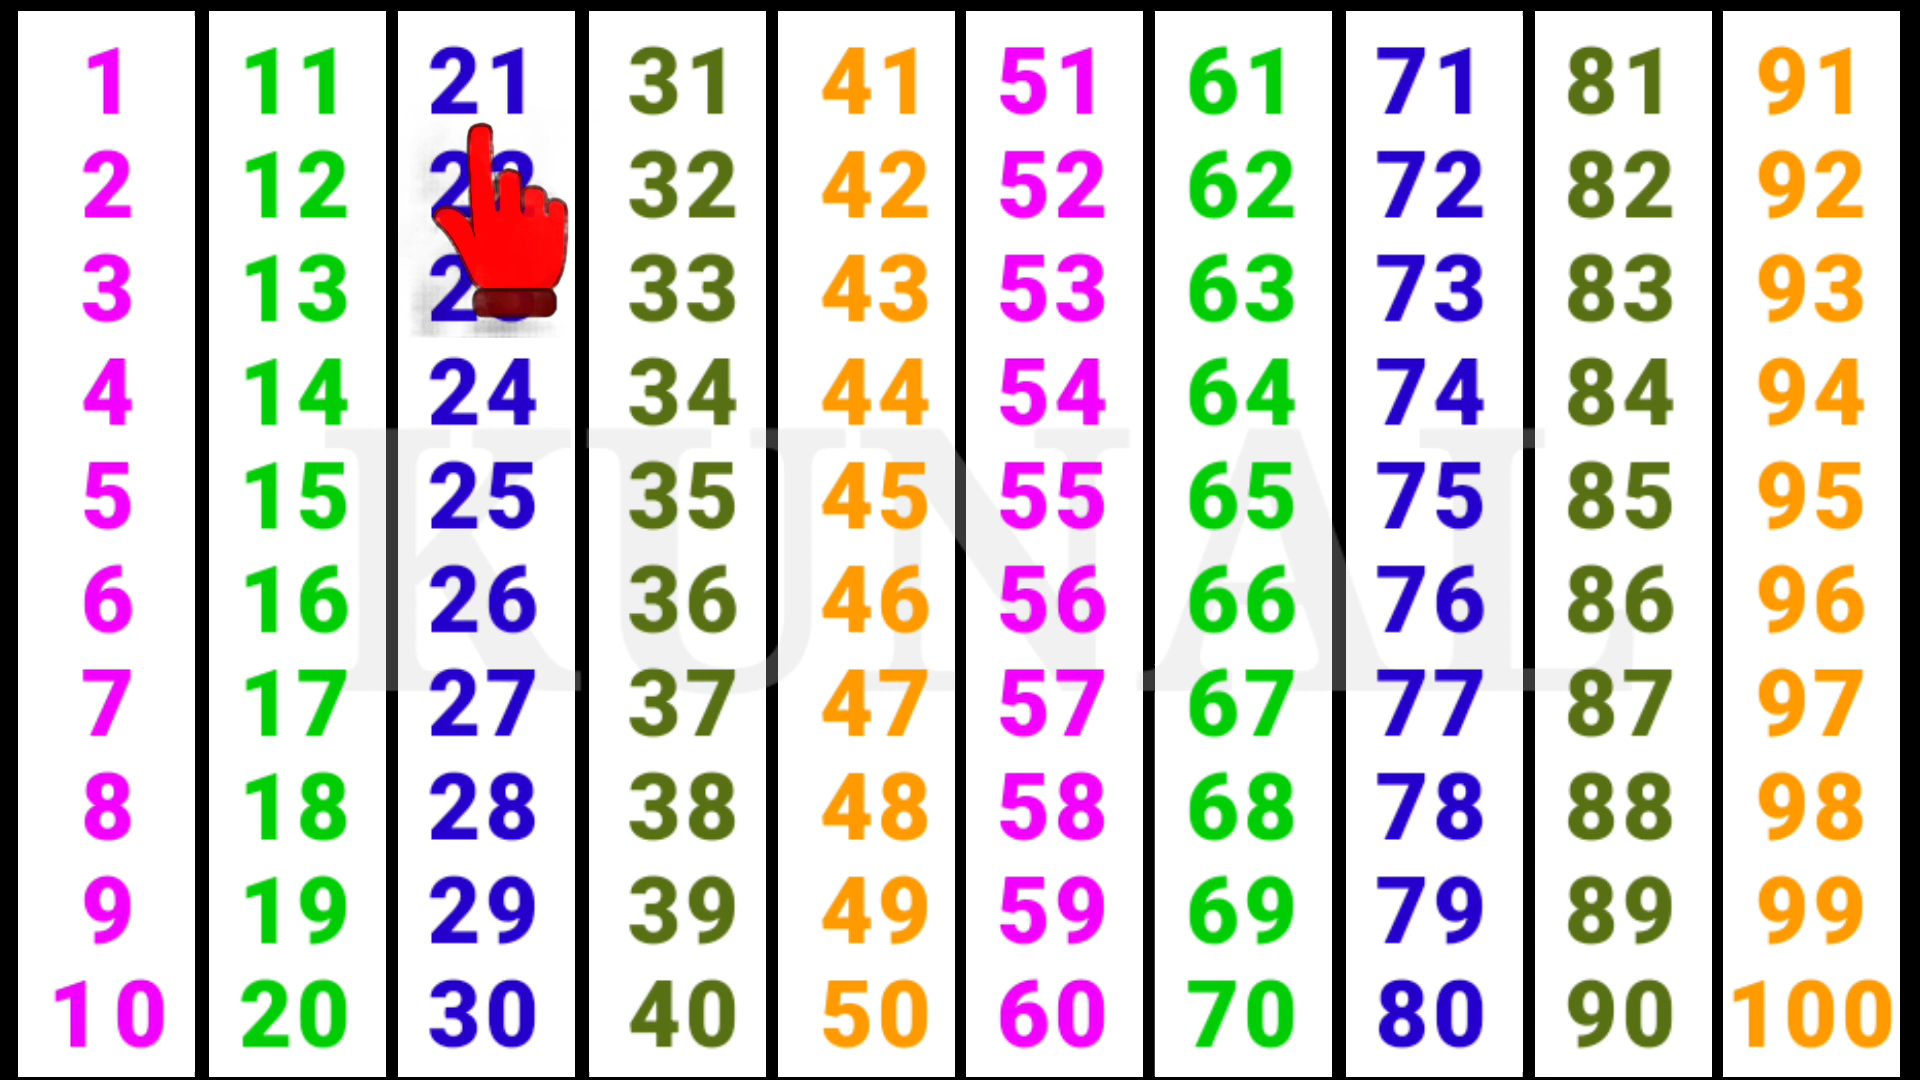 1 11 21 31 41 51 61 71 81 91
2 12 32 42 52 62 72 82 92
3 13 33 43 53 63 73 83 93
4 14 24 34 44 54 64 74 84 94
5 15 25 35 45 55 65 75 85 95
6 16 26 36 46 56 66 76 86 96
7 17 27 37 47 57 67 77 87 97
8 18 28 38 48 58 68 78 88 98
9 19 29 39 49 59 69 79 89 99
10 20 30 40 50 60 70 80 90 100
KUNAL